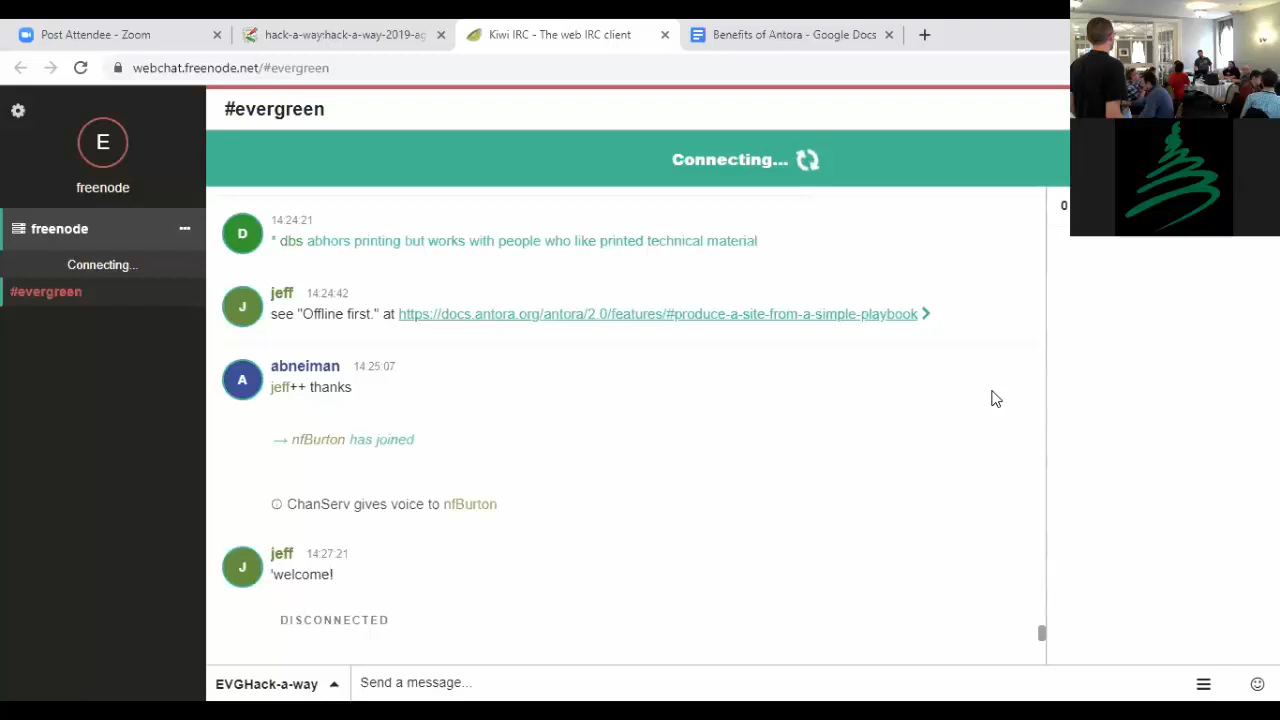 Post Attendee - Zoom
hack-a-way:hack-a-way-2019
Kiwi IRC - The web IRC client
Benefits of Antora - Google Docs
webchat.freenode.net/#evergreen
E
freenode
freenode
Connecting...
#evergreen
#evergreen
Connecting...
0
D
14:24:21
* dbs abhors printing but works with people who like printed technical material
J
jeff 14:24:42
see "Offline first." at https://docs.antora.org/antora/2.0/features/#produce-a-site-from-a-simple-playbook
A
abneiman 14:25:07
jeff++ thanks
→ nfBurton has joined
ChanServ gives voice to nfBurton
J
jeff 14:27:21
'welcome!
DISCONNECTED
EVGHack-a-way
Send a message...